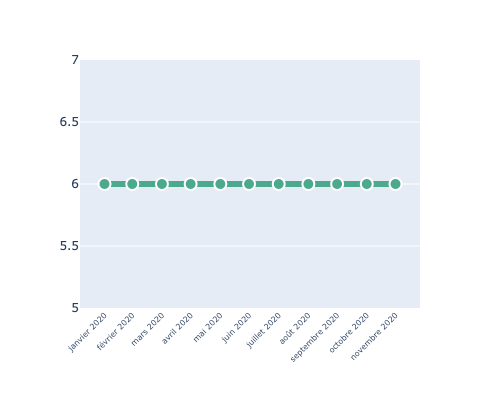 7
6.5
6
5.5
5
janvier 2020
février 2020
mars 2020
avril 2020
mai 2020
juin 2020
juillet 2020
août 2020
septembre 2020
octobre 2020
novembre 2020